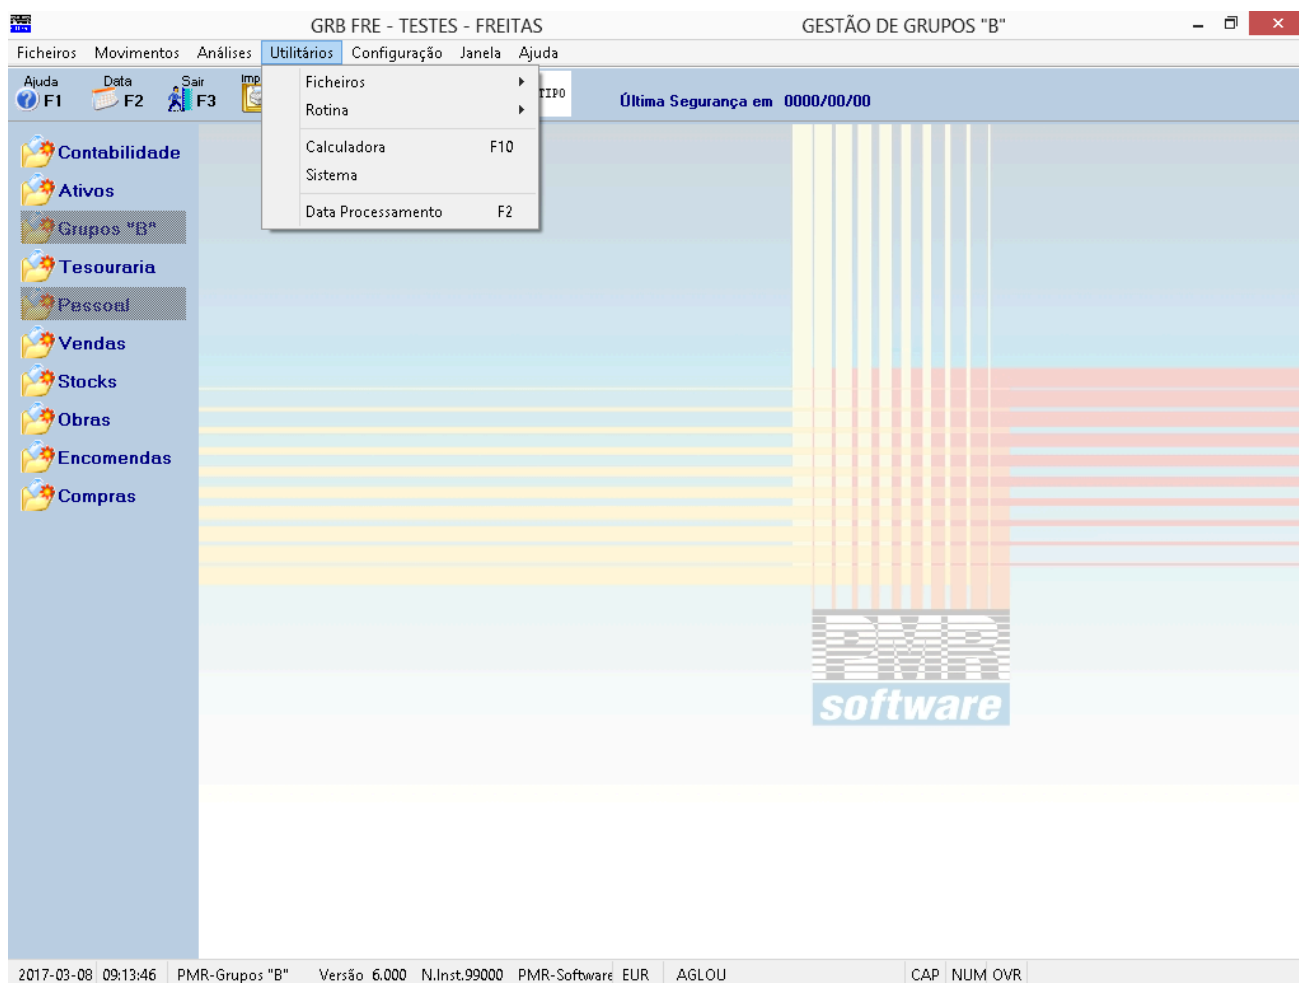 GRB FRE - TESTES - FREITAS GESTÃO DE GRUPOS "B"
Ficheiros Movimentos Análises Utilitários Configuração Janela Ajuda
Ajuda F1 Data F2 Sair F3 Imp TIPO Última Segurança em 0000/00/00
Ficheiros
Rotina
Calculadora F10
Sistema
Data Processamento F2
Contabilidade
Ativos
Grupos "B"
Tesouraria
Pessoal
Vendas
Stocks
Obras
Encomendas
Compras
PMR
software
2017-03-08 09:13:46 PMR-Grupos "B" Versão 6.000 N.Inst.99000 PMR-Software EUR AGLOU CAP NUM OVR